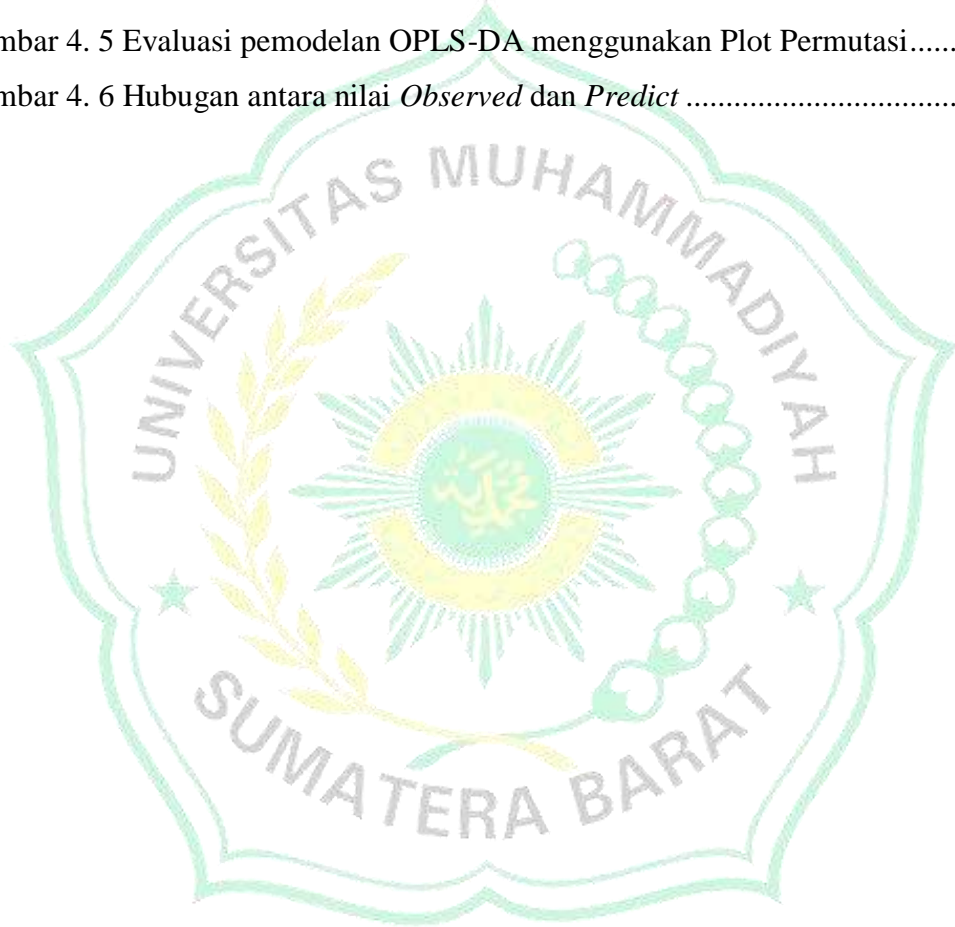 mbar 4. 5 Evaluasi pemodelan OPLS-DA menggunakan Plot Permutasi......
mbar 4. 6 Hubugan antara nilai Observed dan Predict .................................
UNIVERSITAS MUHAMMADIYAH
SUMATERA BARAT